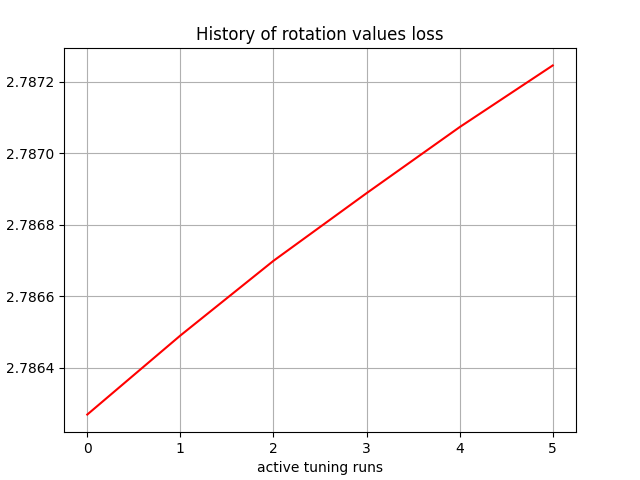 History of rotation values loss
2.7872
2.7870
2.7868
2.7866
2.7864
0 1 2 3 4 5
active tuning runs